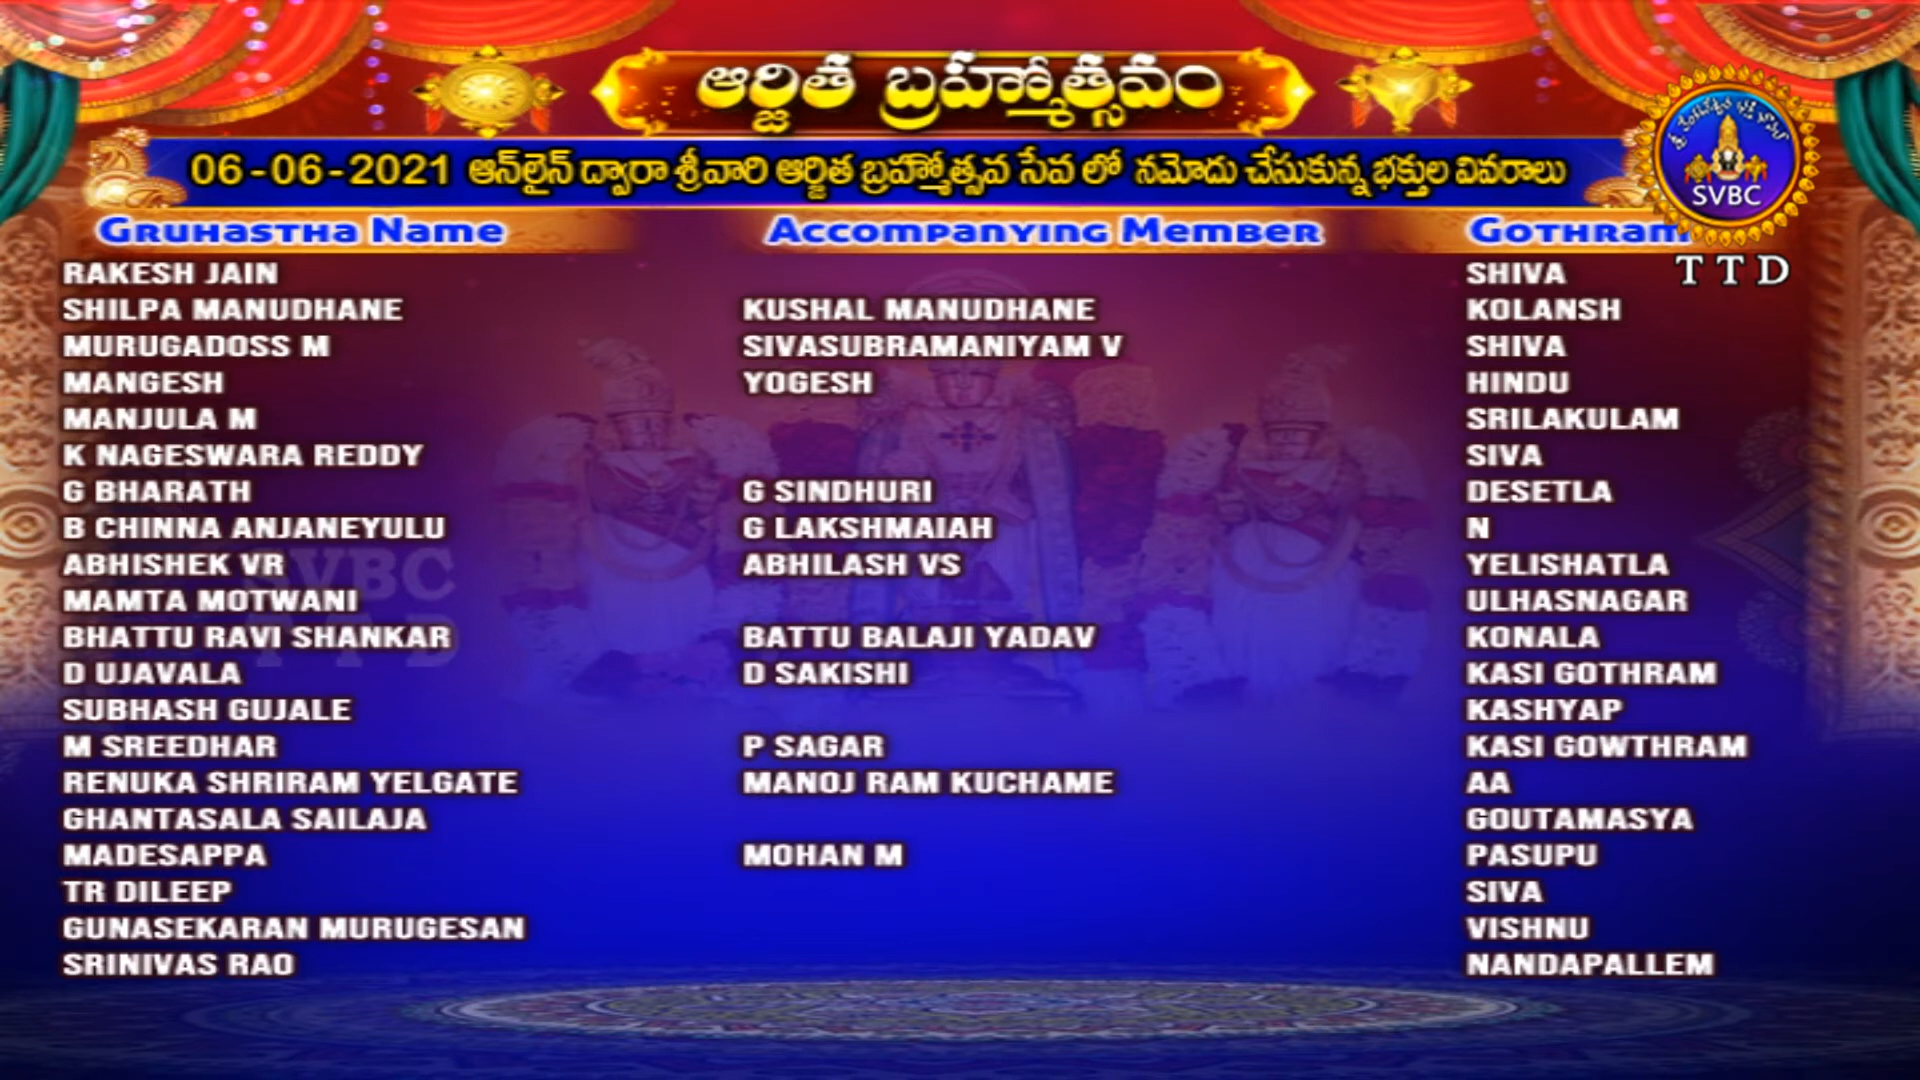 ఆర్జిత బ్రహ్మోత్సవం
06-06-2021 ఆన్‌లైన్ ద్వారా శ్రీవారి ఆర్జిత బ్రహ్మోత్సవ సేవ లో నమోదు చేసుకున్న భక్తుల వివరాలు
SVBC
TTD
Gruhastha Name Accompanying Member Gothram
RAKESH JAIN SHIVA
SHILPA MANUDHANE KUSHAL MANUDHANE KOLANSH
MURUGADOSS M SIVASUBRAMANIYAM V SHIVA
MANGESH YOGESH HINDU
MANJULA M SRILAKULAM
K NAGESWARA REDDY SIVA
G BHARATH G SINDHURI DESETLA
B CHINNA ANJANEYULU G LAKSHMAIAH N
ABHISHEK VR ABHILASH VS YELISHATLA
MAMTA MOTWANI ULHASNAGAR
BHATTU RAVI SHANKAR BATTU BALAJI YADAV KONALA
D UJAVALA D SAKISHI KASI GOTHRAM
SUBHASH GUJALE KASHYAP
M SREEDHAR P SAGAR KASI GOWTHRAM
RENUKA SHRIRAM YELGATE MANOJ RAM KUCHAME AA
GHANTASALA SAILAJA GOUTAMASYA
MADESAPPA MOHAN M PASUPU
TR DILEEP SIVA
GUNASEKARAN MURUGESAN VISHNU
SRINIVAS RAO NANDAPALLEM
SVBC
TTD